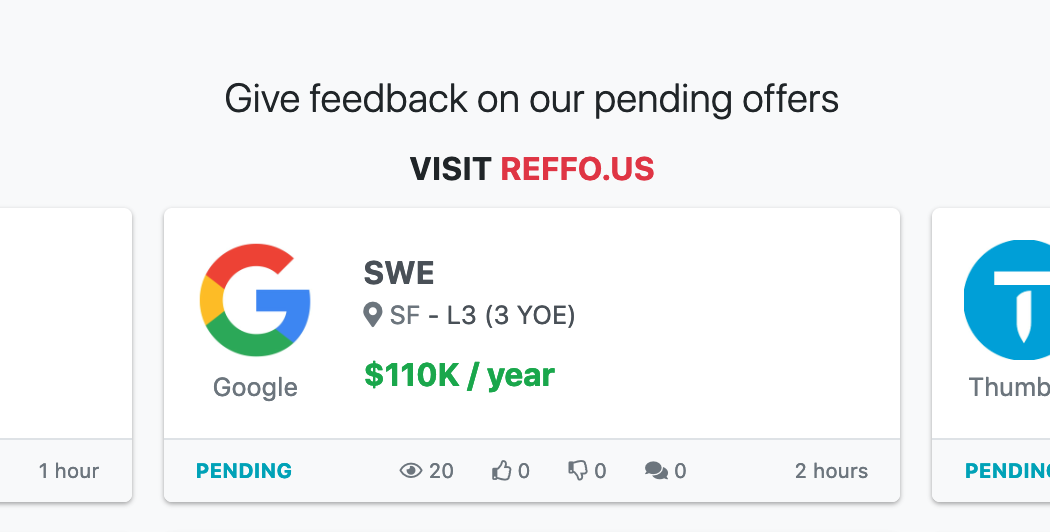 Give feedback on our pending offers
VISIT REFFO.US
1 hour
Google
SWE
SF - L3 (3 YOE)
$110K / year
PENDING
20
0
0
0
2 hours
Thumb
PENDING